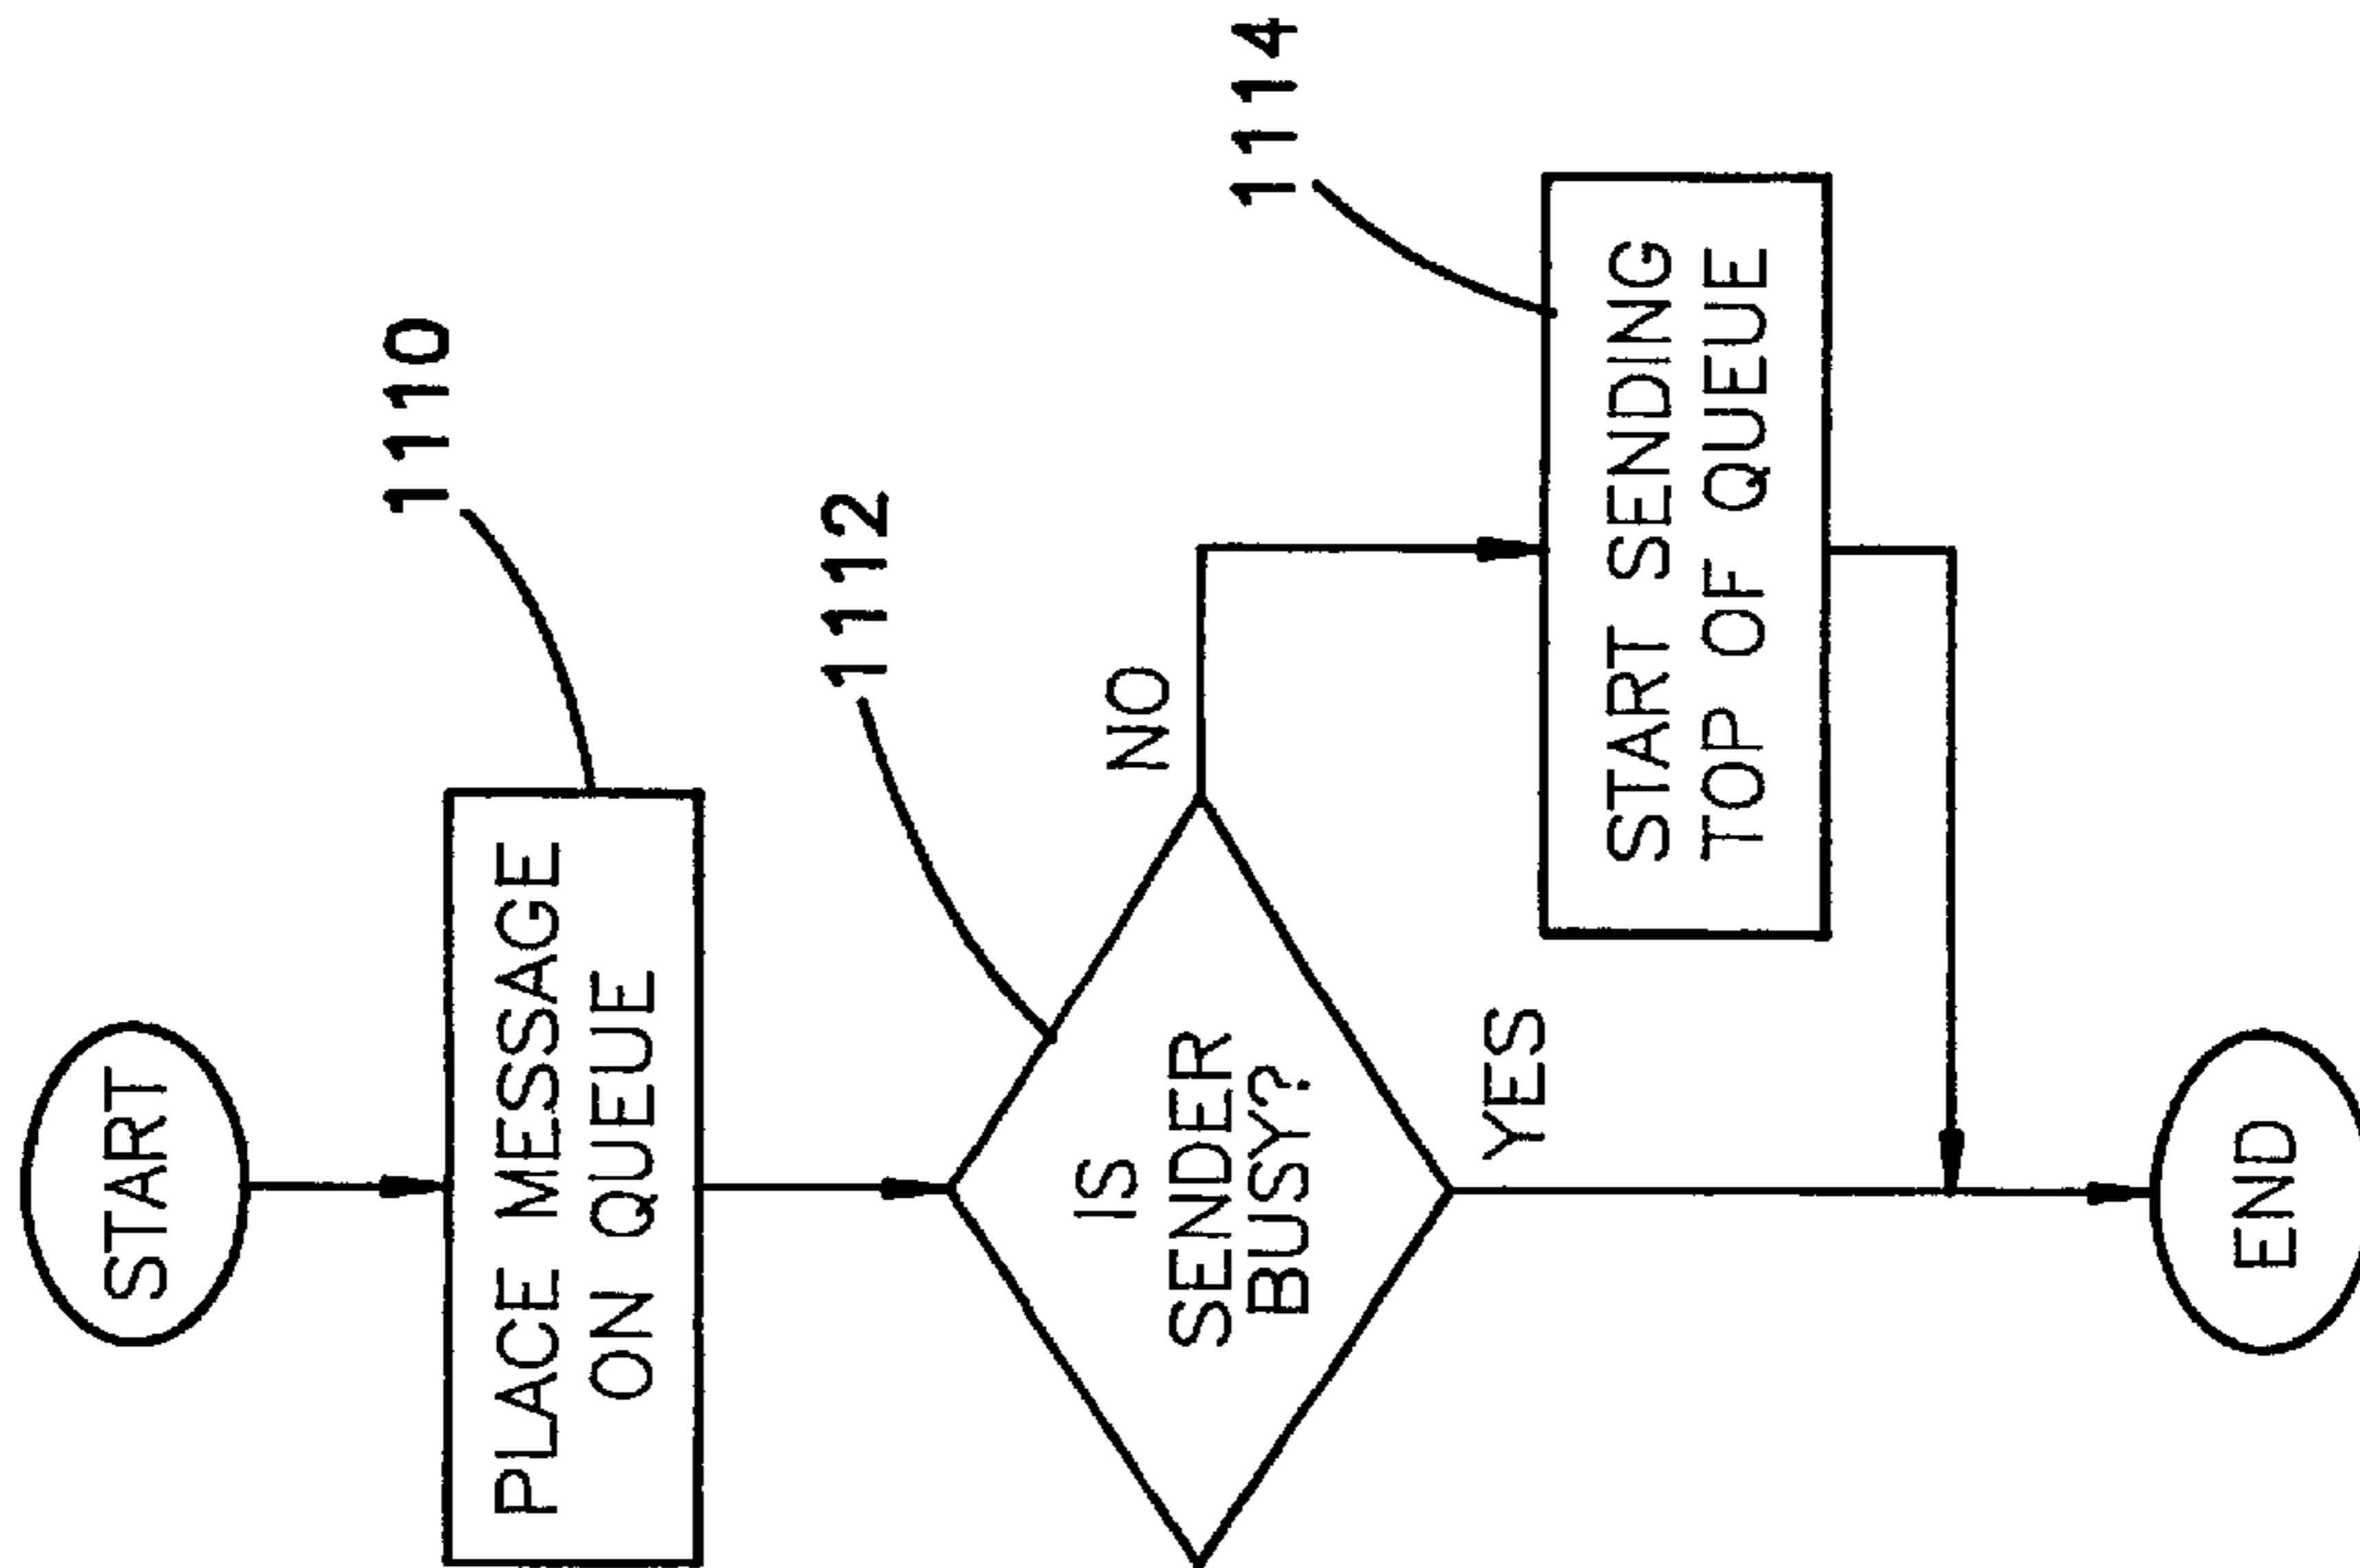 START
1110
PLACE MESSAGE
ON QUEUE
1112
IS
SENDER
BUSY?
NO
YES
1114
START SENDING
TOP OF QUEUE
END